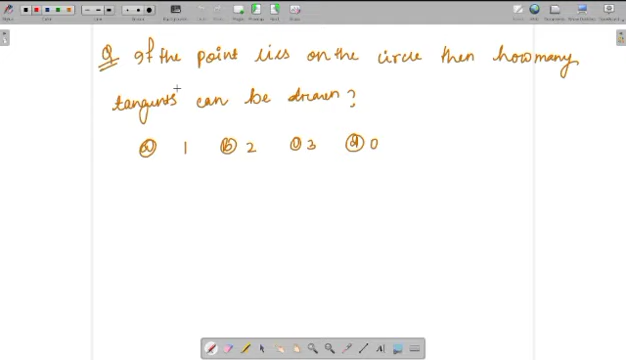 Q If the point lies on the circle then how many
tangents can be drawn?
a 1 b 2 c 3 d 0